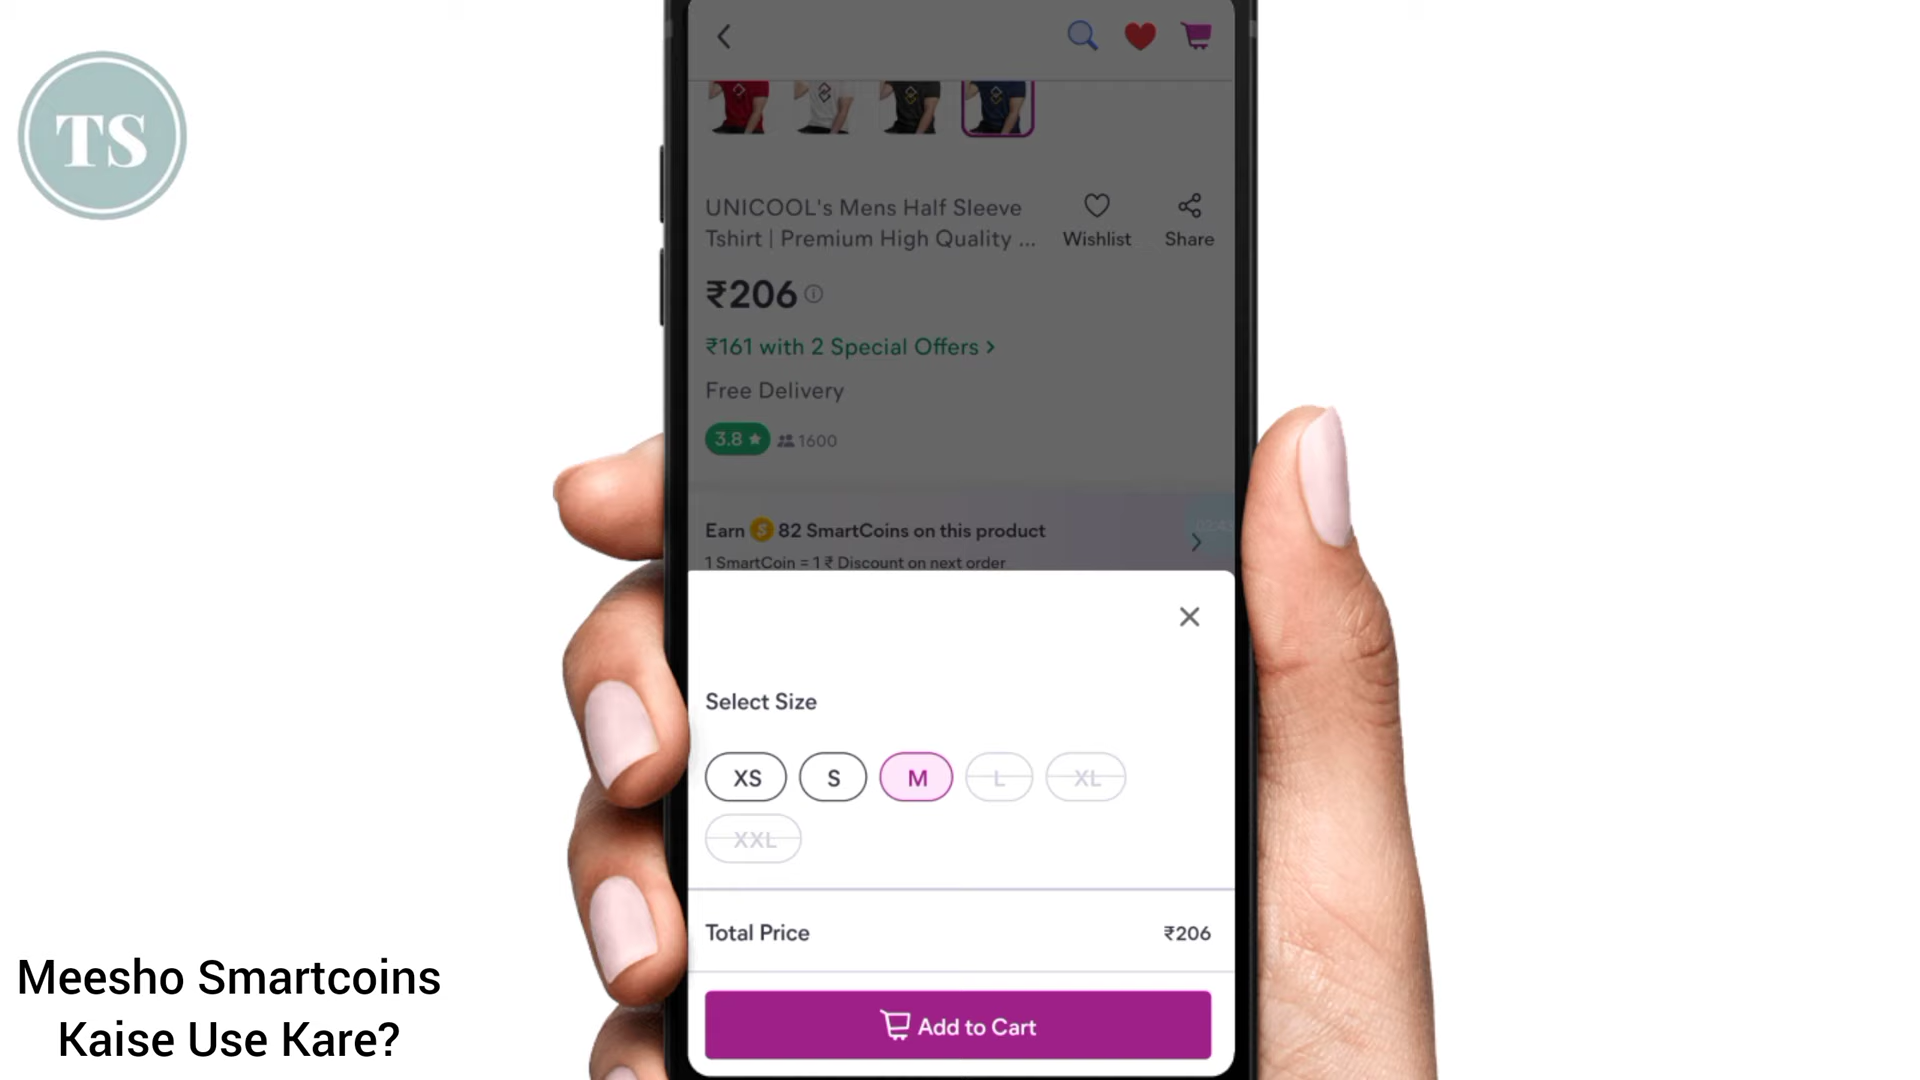 TS
UNICOOL's Mens Half Sleeve
Tshirt | Premium High Quality ...
Wishlist
Share
₹206
₹161 with 2 Special Offers >
Free Delivery
3.8 ★
1600
Earn S 82 SmartCoins on this product
02:43
1 SmartCoin = 1 ₹ Discount on next order
Select Size
XS
S
M
L
XL
XXL
Total Price
₹206
Add to Cart
Meesho Smartcoins
Kaise Use Kare?